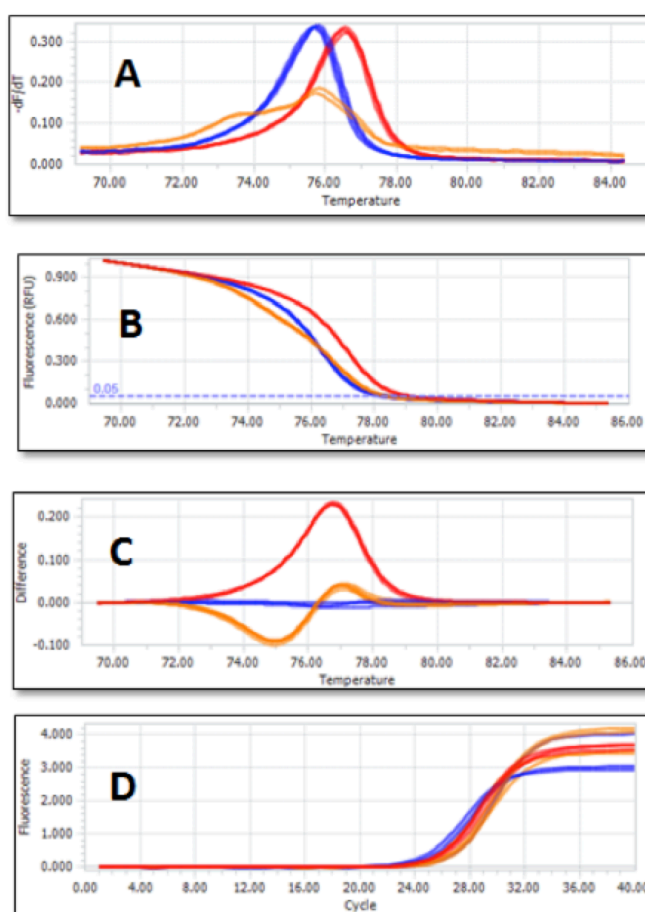 A
-dF/dT
0.300
0.200
0.100
0.000
70.00 72.00 74.00 76.00 78.00 80.00 82.00 84.00
Temperature
B
Fluorescence (RFU)
0.900
0.600
0.300
0.05
0.000
70.00 72.00 74.00 76.00 78.00 80.00 82.00 84.00 86.00
Temperature
C
Difference
0.200
0.100
0.000
-0.100
70.00 72.00 74.00 76.00 78.00 80.00 82.00 84.00 86.00
Temperature
D
Fluorescence
4.000
3.000
2.000
1.000
0.000
0.00 4.00 8.00 12.00 16.00 20.00 24.00 28.00 32.00 36.00 40.00
Cycle